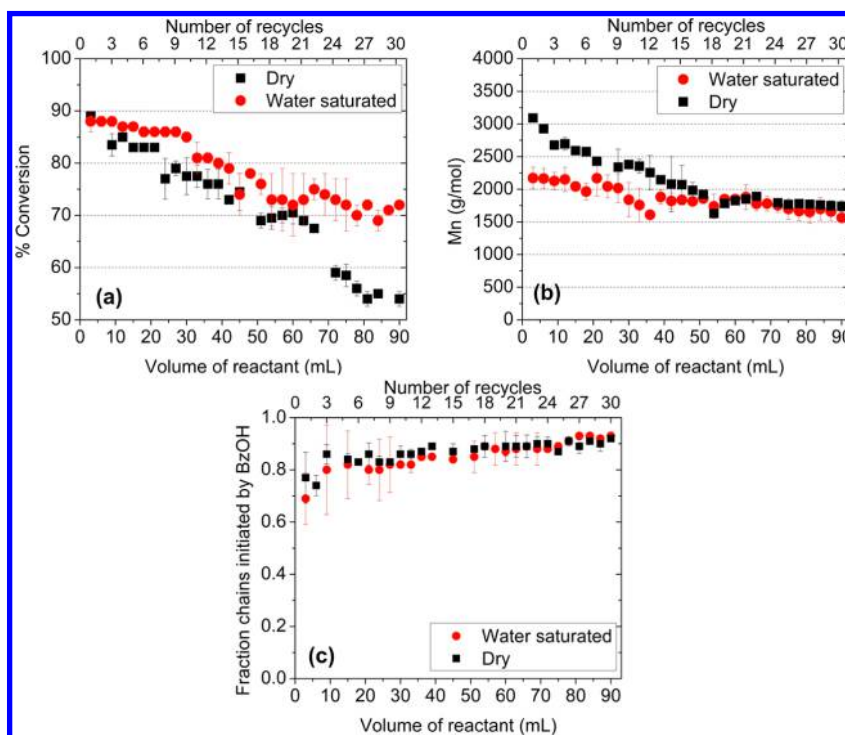 Number of recycles
0 3 6 9 12 15 18 21 24 27 30
100
90
80
70
60
50
% Conversion
Dry
Water saturated
(a)
0 10 20 30 40 50 60 70 80 90
Volume of reactant (mL)
Number of recycles
0 3 6 9 12 15 18 21 24 27 30
4000
3500
3000
2500
2000
1500
1000
500
0
Mn (g/mol)
Water saturated
Dry
(b)
0 10 20 30 40 50 60 70 80 90
Volume of reactant (mL)
Number of recycles
0 3 6 9 12 15 18 21 24 27 30
1.0
0.8
0.6
0.4
0.2
0.0
Fraction chains initiated by BzOH
Water saturated
Dry
(c)
0 10 20 30 40 50 60 70 80 90
Volume of reactant (mL)